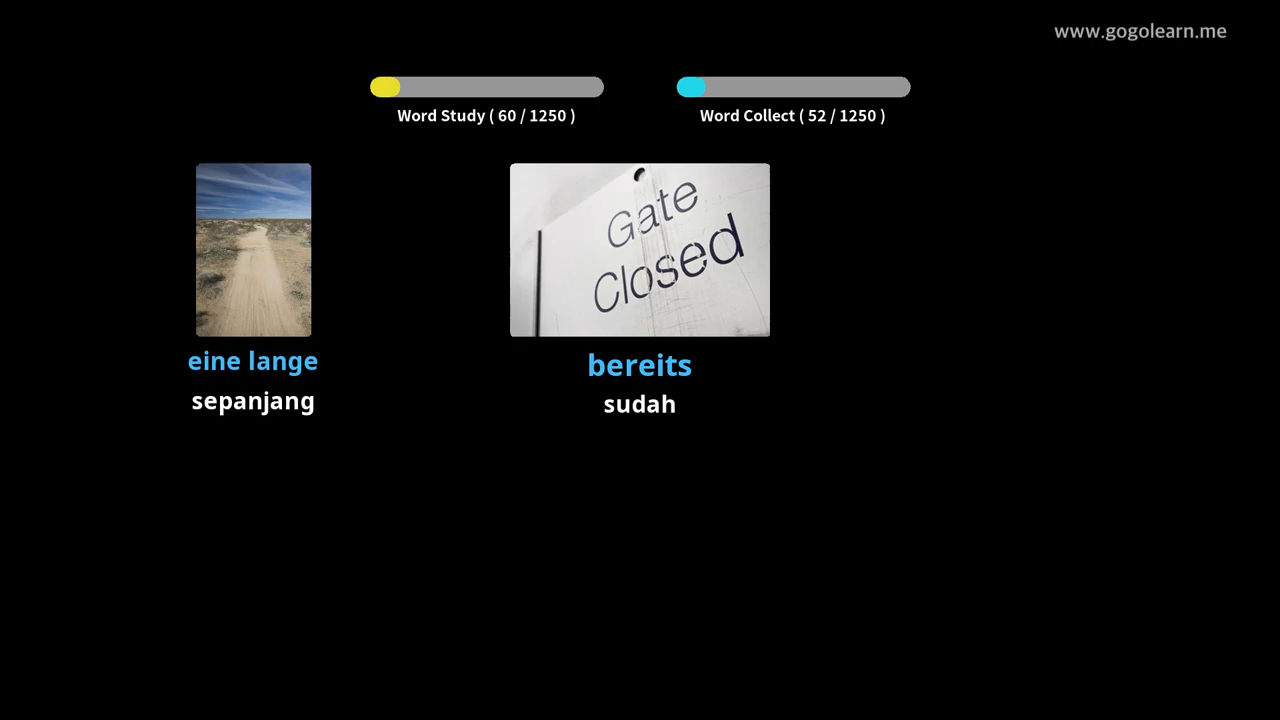 www.gogolearn.me
Word Study ( 60 / 1250 )
Word Collect ( 52 / 1250 )
Gate
Closed
eine lange
sepanjang
bereits
sudah